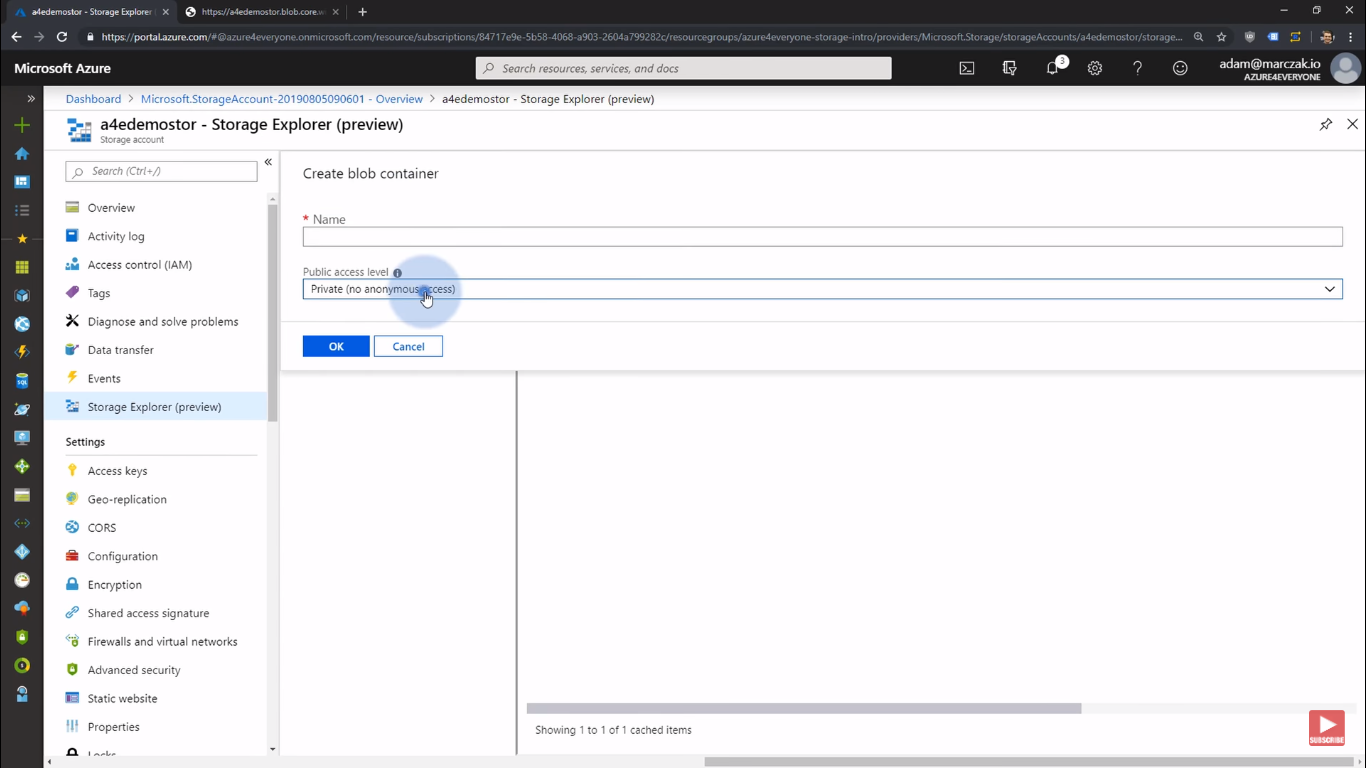 a4edemostor - Storage Explorer
https://a4edemostor.blob.core.w
https://portal.azure.com/#@azure4everyone.onmicrosoft.com/resource/subscriptions/84717e9e-5b58-4068-a903-2604a799282c/resourcegroups/azure4everyone-storage-intro/providers/Microsoft.Storage/storageAccounts/a4edemostor/storage...
Microsoft Azure
Search resources, services, and docs
3
adam@marczak.io
AZURE4EVERYONE
Dashboard > Microsoft.StorageAccount-20190805090601 - Overview > a4edemostor - Storage Explorer (preview)
a4edemostor - Storage Explorer (preview)
Storage account
Search (Ctrl+/)
Overview
Activity log
Access control (IAM)
Tags
Diagnose and solve problems
Data transfer
Events
Storage Explorer (preview)
Settings
Access keys
Geo-replication
CORS
Configuration
Encryption
Shared access signature
Firewalls and virtual networks
Advanced security
Static website
Properties
Locks
Create blob container
* Name
Public access level
Private (no anonymous access)
OK
Cancel
Showing 1 to 1 of 1 cached items
SUBSCRIBE